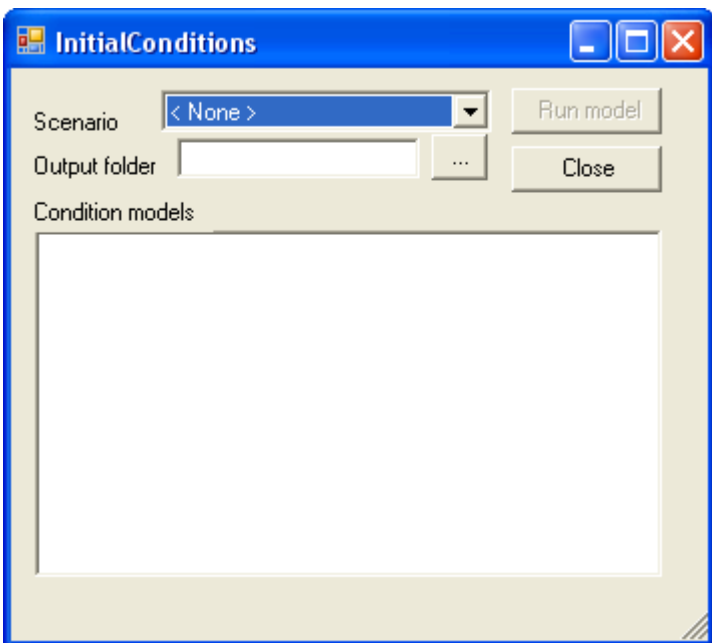 InitialConditions
Scenario
< None >
Run model
Output folder
...
Close
Condition models